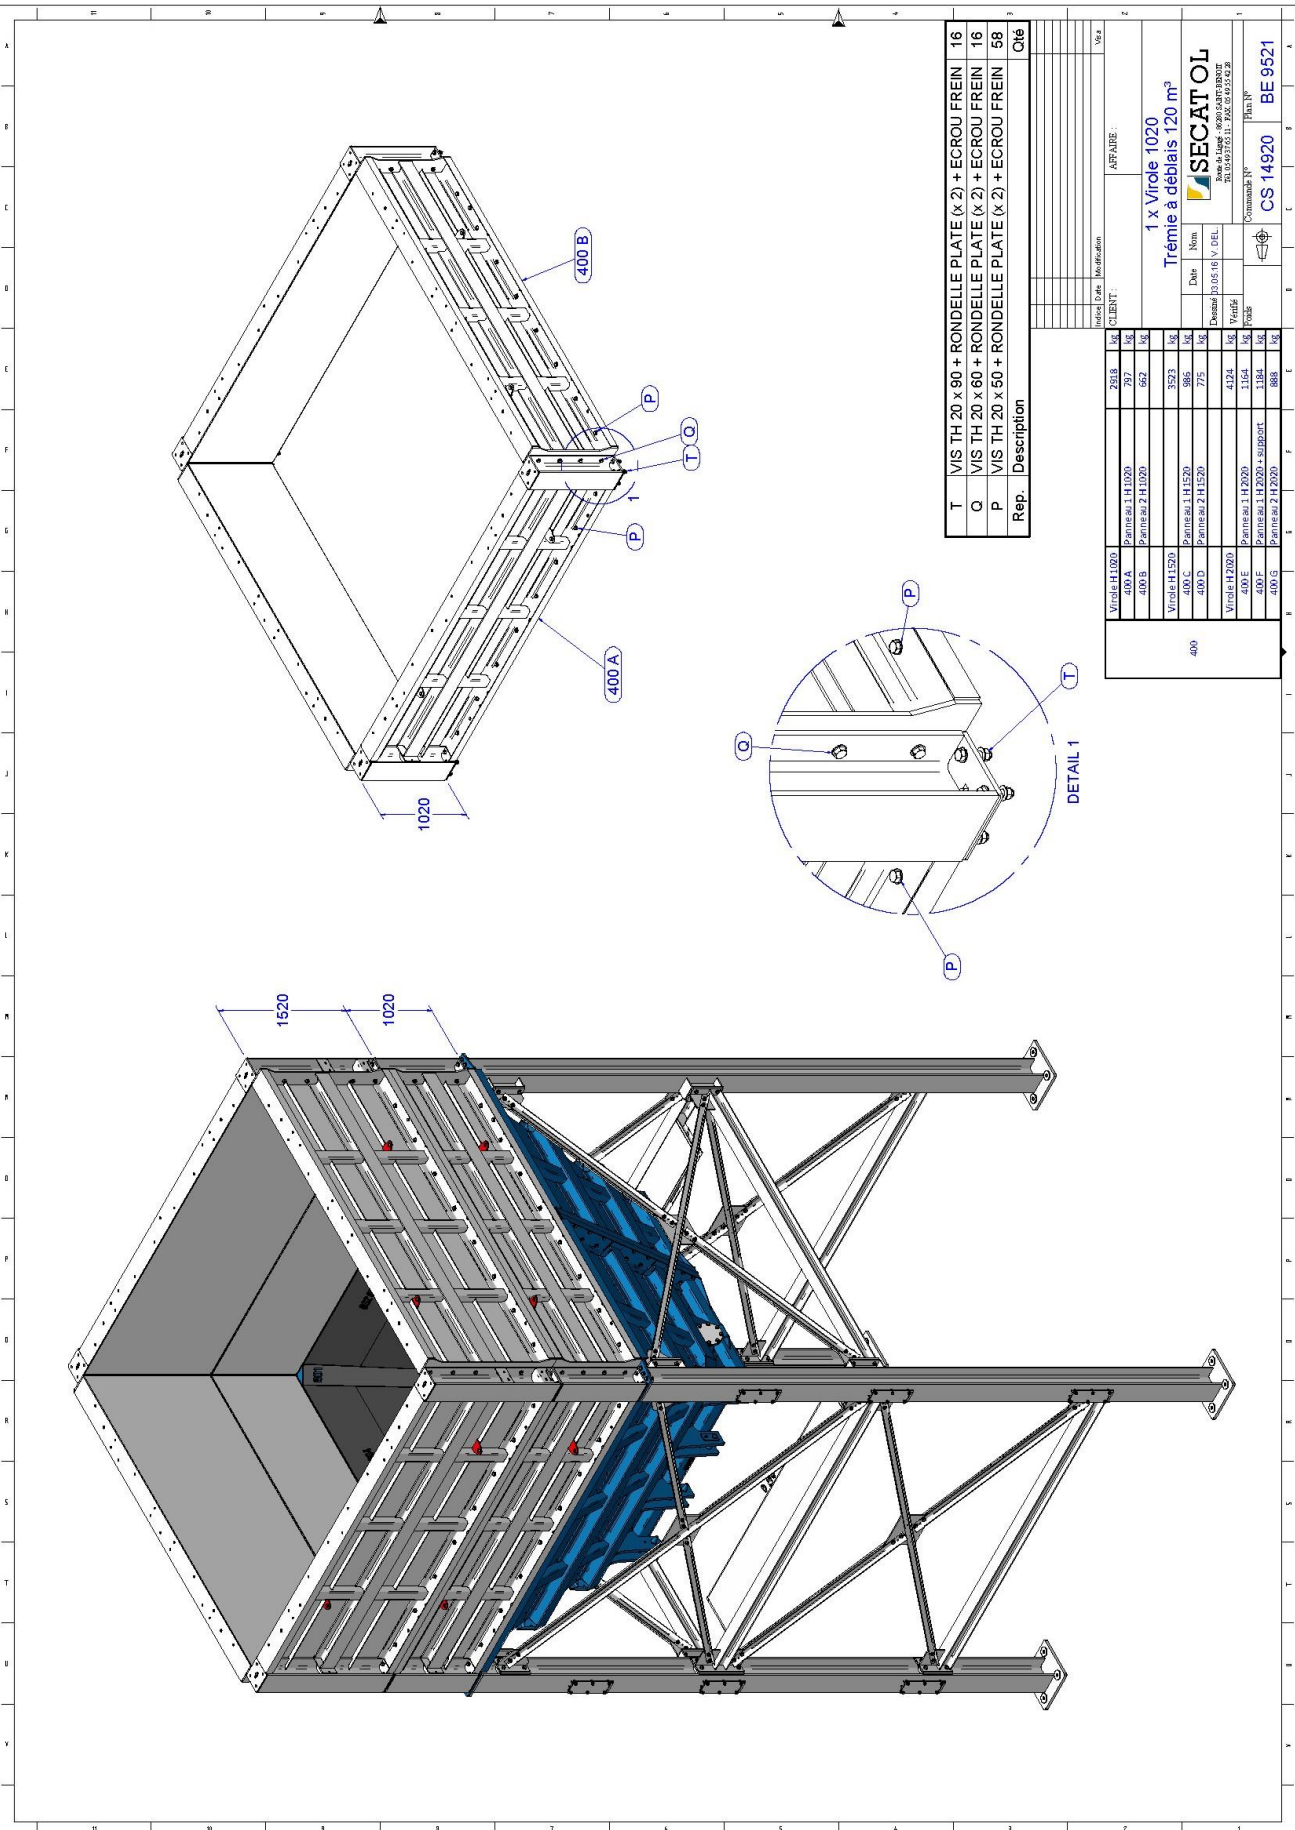 1520
1020
801
1020
400 A
400 B
P
Q
T
P
1
Q
P
T
P
DETAIL 1
T VIS TH 20 x 90 + RONDELLE PLATE (x 2) + ECROU FREIN 16
Q VIS TH 20 x 60 + RONDELLE PLATE (x 2) + ECROU FREIN 16
P VIS TH 20 x 50 + RONDELLE PLATE (x 2) + ECROU FREIN 58
Rep. Description Qté
Indice Date Modification Visa
CLIENT : AFFAIRE :
1 x Virole 1020
Trémie à déblais 120 m³
Date Nom
Dessiné 03.05.16 V. DEL.
Vérifié
Poids
SECATOL
Commande N° Plan N°
CS 14920 BE 9521
400
Virole H1020 2918 kg
400 A Panneau 1 H1020 797 kg
400 B Panneau 2 H1020 662 kg
Virole H1520 3523 kg
400 C Panneau 1 H1520 986 kg
400 D Panneau 2 H1520 775 kg
Virole H2020 4124 kg
400 E Panneau 1 H2020 1164 kg
400 F Panneau 1 H2020 + support 1184 kg
400 G Panneau 2 H2020 888 kg